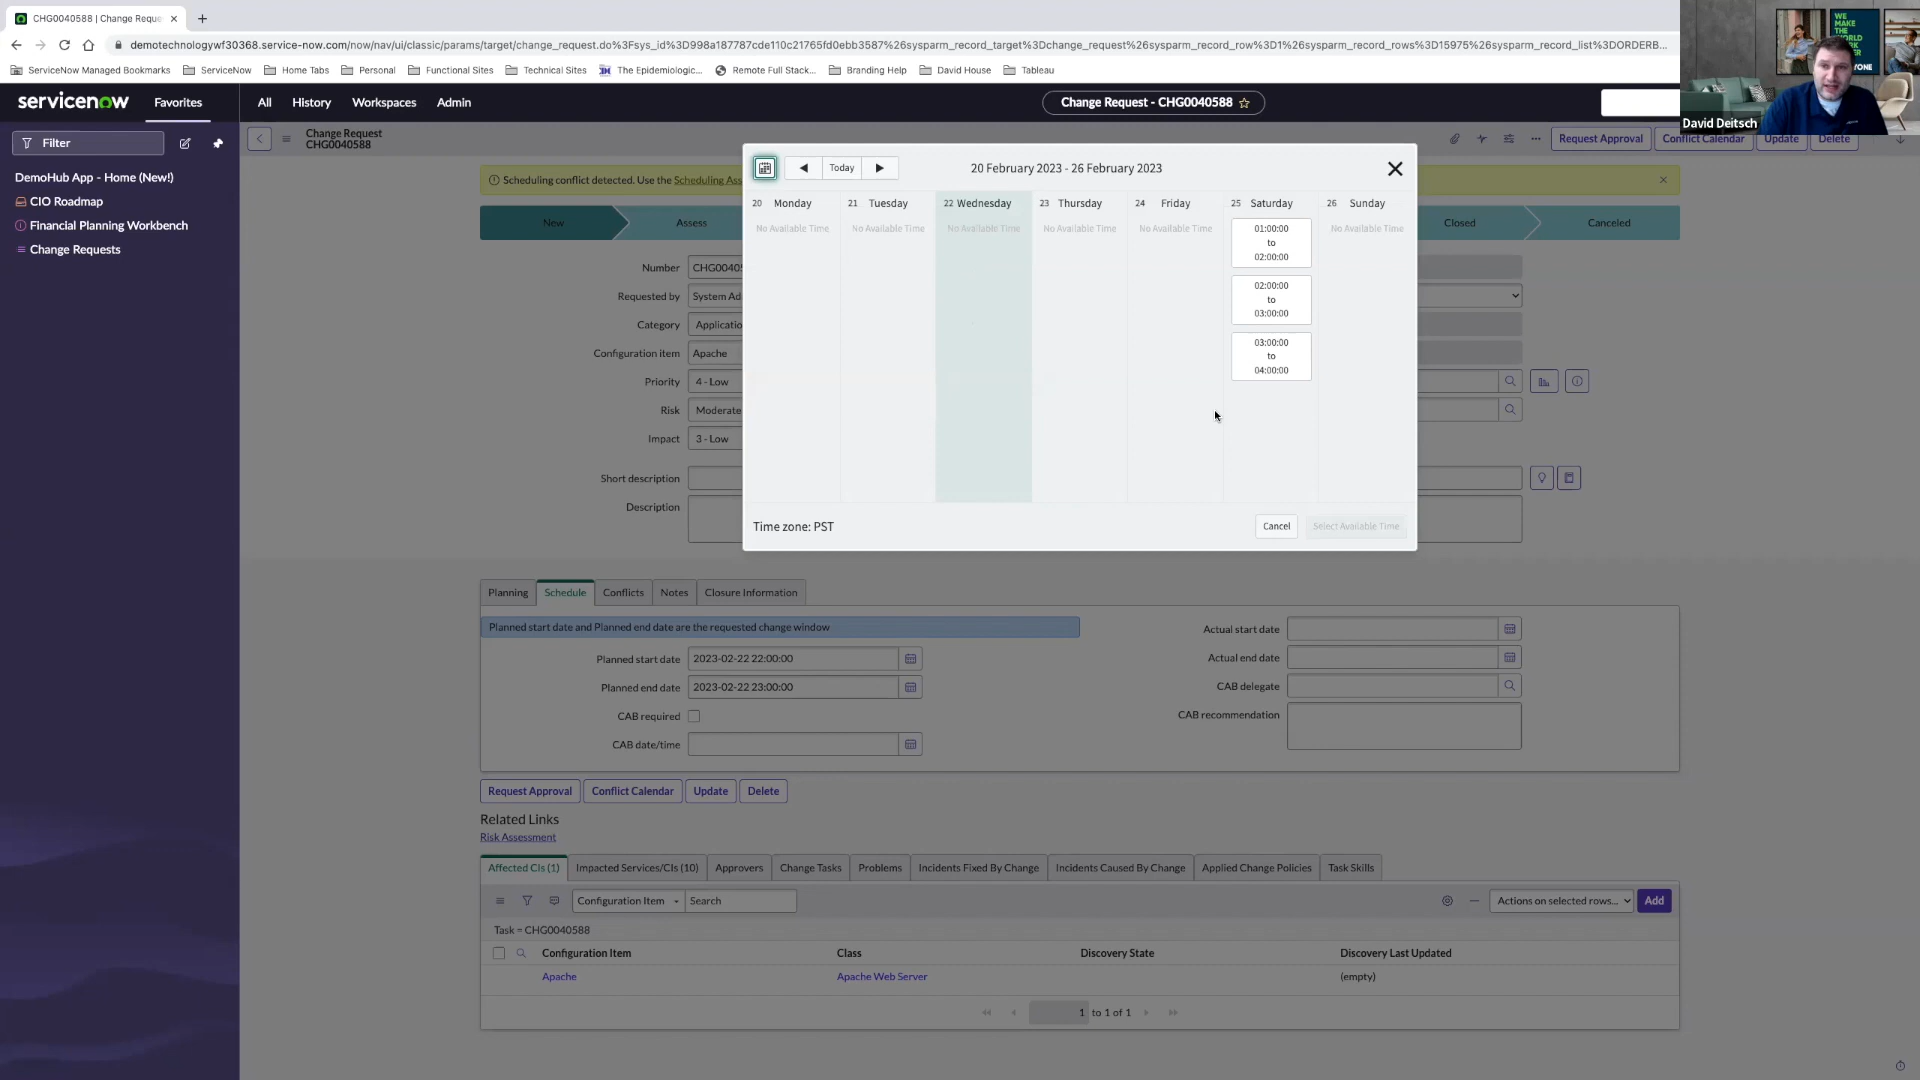 CHG0040588 | Change Reque
demotechnologywf30368.service-now.com/now/nav/ui/classic/params/target/change_request.do%3Fsys_id%3D998a187787cde110c21765fd0ebb3587%26sysparm_record_target%3Dchange_request%26sysparm_record_row%3D1%26sysparm_record_rows%3D15975%26sysparm_record_list%3DORDERB...
ServiceNow Managed Bookmarks ServiceNow Home Tabs Personal Functional Sites Technical Sites The Epidemiologic... Remote Full Stack... Branding Help David House Tableau
WE
MAKE
THE
WORLD
David Deitsch
servicenow Favorites All History Workspaces Admin Change Request - CHG0040588
Filter
DemoHub App - Home (New!)
CIO Roadmap
Financial Planning Workbench
Change Requests
Change Request
CHG0040588
Request Approval Conflict Calendar Update Delete
Scheduling conflict detected. Use the Scheduling Ass
New Assess Closed Canceled
Today 20 February 2023 - 26 February 2023
20 Monday 21 Tuesday 22 Wednesday 23 Thursday 24 Friday 25 Saturday 26 Sunday
No Available Time No Available Time No Available Time No Available Time No Available Time No Available Time
01:00:00
to
02:00:00
02:00:00
to
03:00:00
03:00:00
to
04:00:00
Time zone: PST Cancel Select Available Time
Number CHG00405
Requested by System Ad
Category Applicatio
Configuration item Apache
Priority 4 - Low
Risk Moderate
Impact 3 - Low
Short description
Description
Planning Schedule Conflicts Notes Closure Information
Planned start date and Planned end date are the requested change window
Planned start date 2023-02-22 22:00:00
Planned end date 2023-02-22 23:00:00
CAB required
CAB date/time
Actual start date
Actual end date
CAB delegate
CAB recommendation
Request Approval Conflict Calendar Update Delete
Related Links
Risk Assessment
Affected CIs (1) Impacted Services/CIs (10) Approvers Change Tasks Problems Incidents Fixed By Change Incidents Caused By Change Applied Change Policies Task Skills
Configuration Item Search Actions on selected rows... Add
Task = CHG0040588
Configuration Item Class Discovery State Discovery Last Updated
Apache Apache Web Server (empty)
1 to 1 of 1